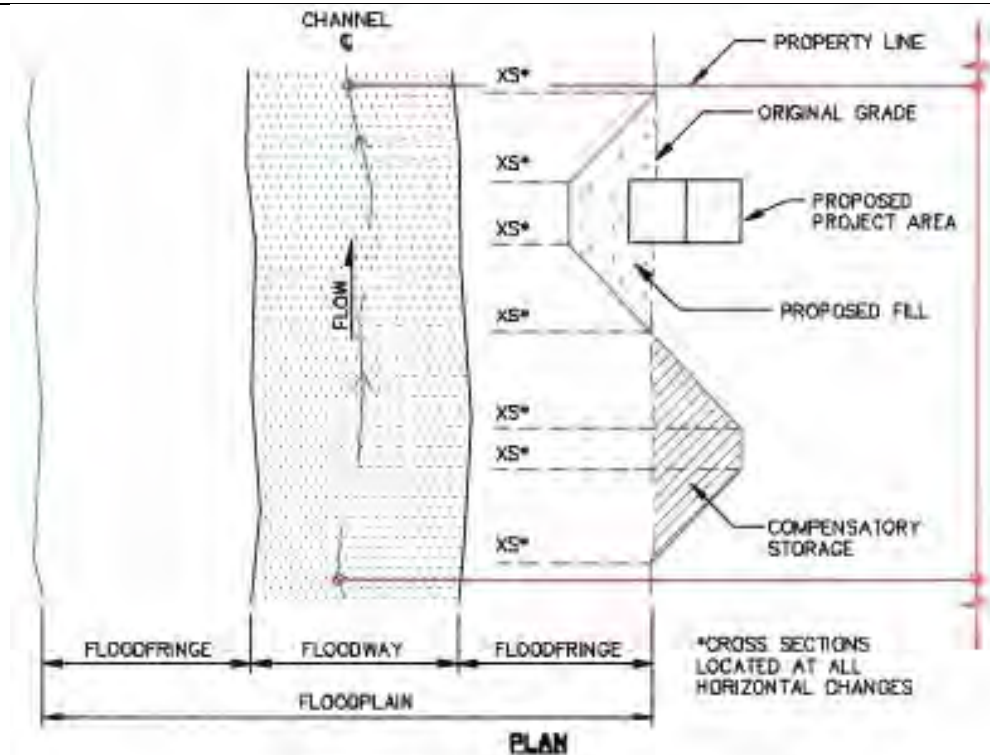 CHANNEL
℄
PROPERTY LINE
XS*
ORIGINAL GRADE
XS*
PROPOSED
PROJECT AREA
XS*
FLOW
PROPOSED FILL
XS*
XS*
XS*
COMPENSATORY
STORAGE
XS*
FLOODFRINGE
FLOODWAY
FLOODFRINGE
*CROSS SECTIONS
LOCATED AT ALL
HORIZONTAL CHANGES
FLOODPLAIN
PLAN